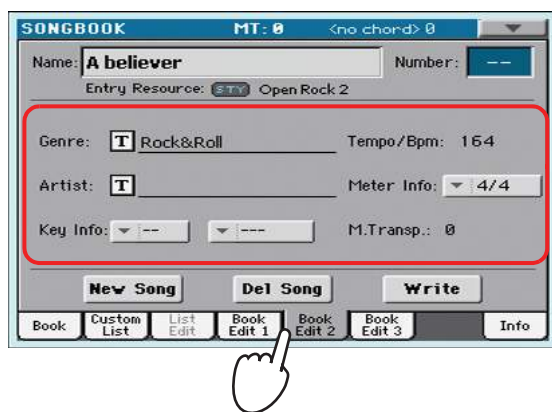 SONGBOOK MT: 0 <no chord> 0
Name: A believer Number: --
Entry Resource: STY Open Rock 2
Genre: T Rock&Roll Tempo/Bpm: 164
Artist: T Meter Info: 4/4
Key Info: -- --- M.Transp.: 0
New Song Del Song Write
Book Custom List List Edit Book Edit 1 Book Edit 2 Book Edit 3 Info